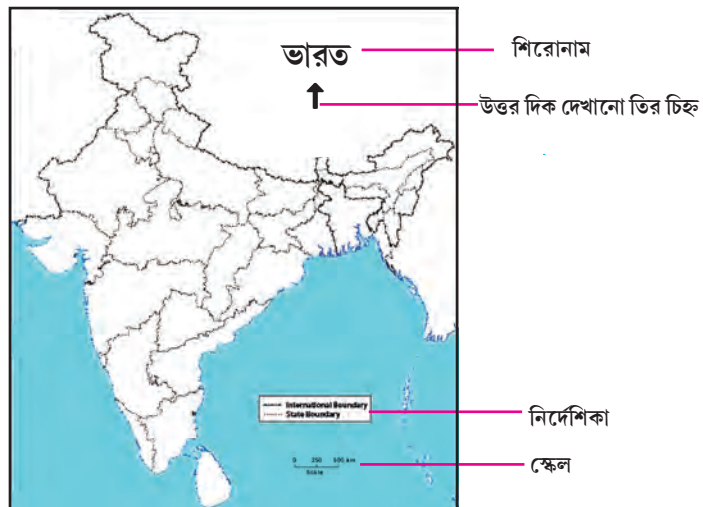 ভারত
শিরোনাম
উত্তর দিক দেখানো তির চিহ্ন
International Boundary
State Boundary
নির্দেশিকা
0 250 500 km
স্কেল